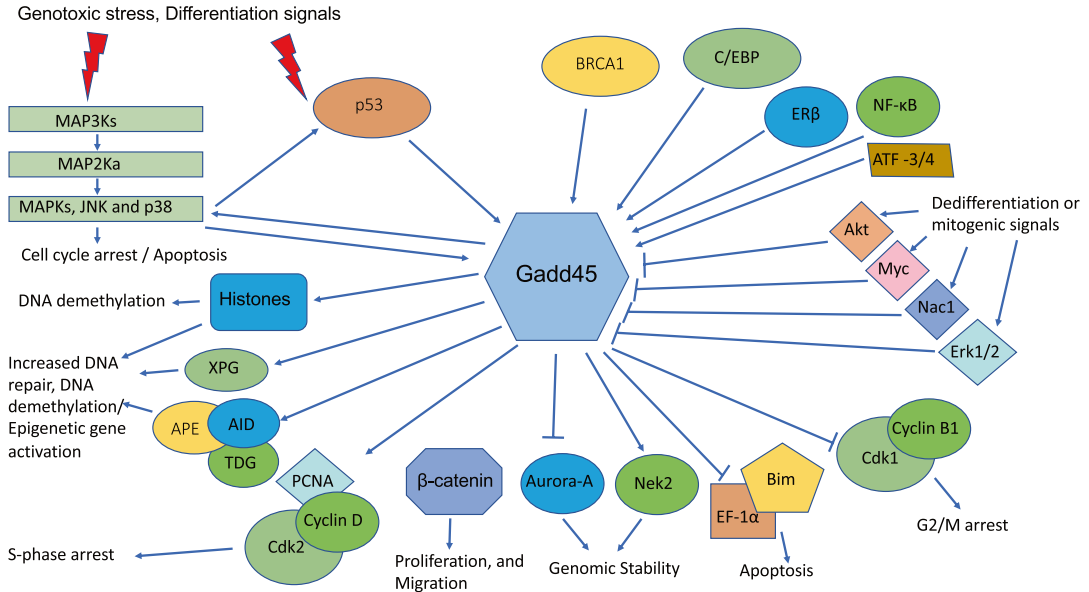 Genotoxic stress, Differentiation signals
MAP3Ks
MAP2Ka
MAPKs, JNK and p38
Cell cycle arrest / Apoptosis
p53
BRCA1
C/EBP
ERβ
NF-κB
ATF -3/4
Dedifferentiation or
mitogenic signals
Akt
Myc
Nac1
Erk1/2
Gadd45
DNA demethylation
Histones
Increased DNA
repair, DNA
demethylation/
Epigenetic gene
activation
XPG
APE
AID
TDG
PCNA
Cyclin D
Cdk2
S-phase arrest
β-catenin
Proliferation, and
Migration
Aurora-A
Nek2
Genomic Stability
Bim
EF-1α
Apoptosis
Cyclin B1
Cdk1
G2/M arrest